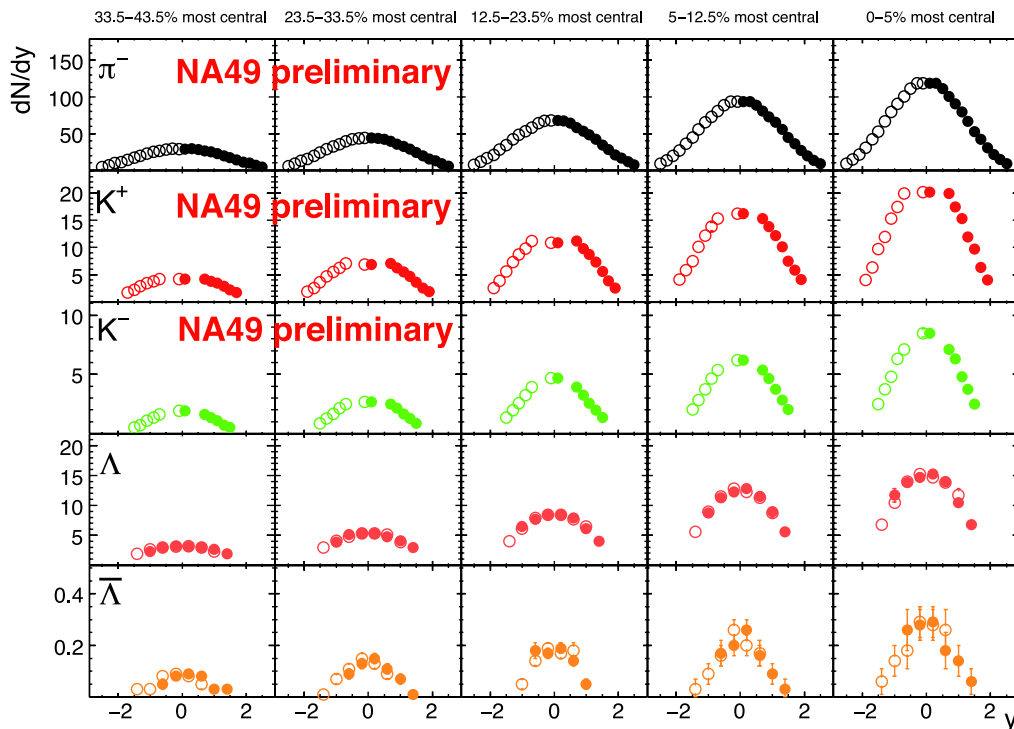 33.5–43.5% most central 23.5–33.5% most central 12.5–23.5% most central 5–12.5% most central 0–5% most central
dN/dy
150
100
50
π⁻ NA49 preliminary
20
15
10
5
K⁺ NA49 preliminary
10
5
K⁻ NA49 preliminary
20
15
10
5
Λ
0.4
0.2
Λ̅
−2 0 2 −2 0 2 −2 0 2 −2 0 2 −2 0 2 y